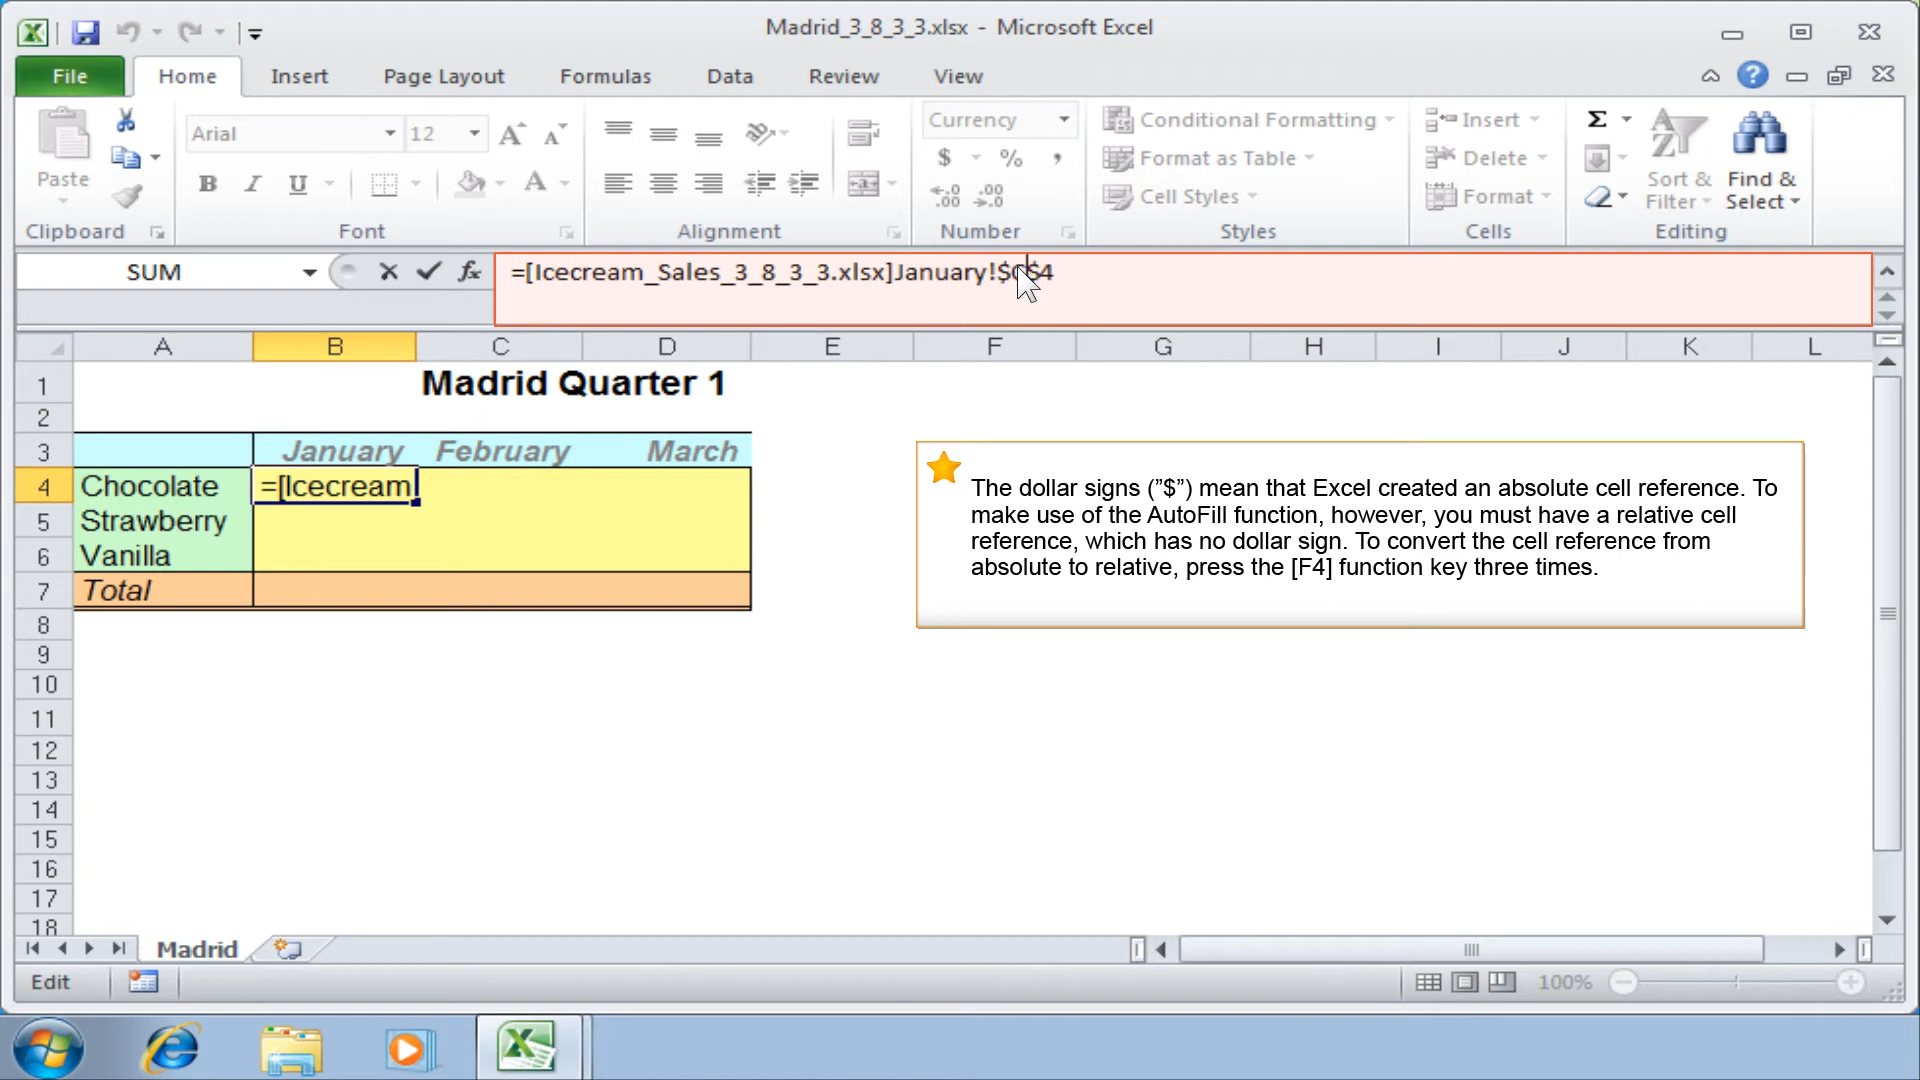 Madrid_3_8_3_3.xlsx - Microsoft Excel
File Home Insert Page Layout Formulas Data Review View
Arial 12 Currency Conditional Formatting Insert
$ % , Format as Table Delete
Paste B I U A Cell Styles Format Sort & Filter Find & Select
Clipboard Font Alignment Number Styles Cells Editing
SUM fx =[Icecream_Sales_3_8_3_3.xlsx]January!$C$4
A B C D E F G H I J K L
1 Madrid Quarter 1
2
3 January February March
4 Chocolate =[Icecream
5 Strawberry
6 Vanilla
7 Total
8
9
10
11
12
13
14
15
16
17
18
The dollar signs ("$") mean that Excel created an absolute cell reference. To
make use of the AutoFill function, however, you must have a relative cell
reference, which has no dollar sign. To convert the cell reference from
absolute to relative, press the [F4] function key three times.
Madrid
Edit 100%